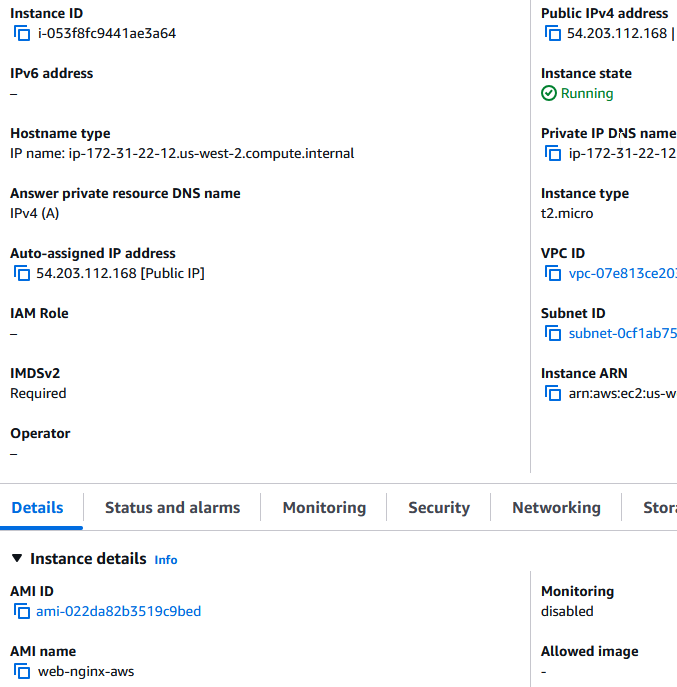 Instance ID
i-053f8fc9441ae3a64
IPv6 address
–
Hostname type
IP name: ip-172-31-22-12.us-west-2.compute.internal
Answer private resource DNS name
IPv4 (A)
Auto-assigned IP address
54.203.112.168 [Public IP]
IAM Role
–
IMDSv2
Required
Operator
–
Public IPv4 address
54.203.112.168 |
Instance state
Running
Private IP DNS name
ip-172-31-22-12
Instance type
t2.micro
VPC ID
vpc-07e813ce203
Subnet ID
subnet-0cf1ab75
Instance ARN
arn:aws:ec2:us-w
Details
Status and alarms
Monitoring
Security
Networking
Stora
Instance details Info
AMI ID
ami-022da82b3519c9bed
AMI name
web-nginx-aws
Monitoring
disabled
Allowed image
-